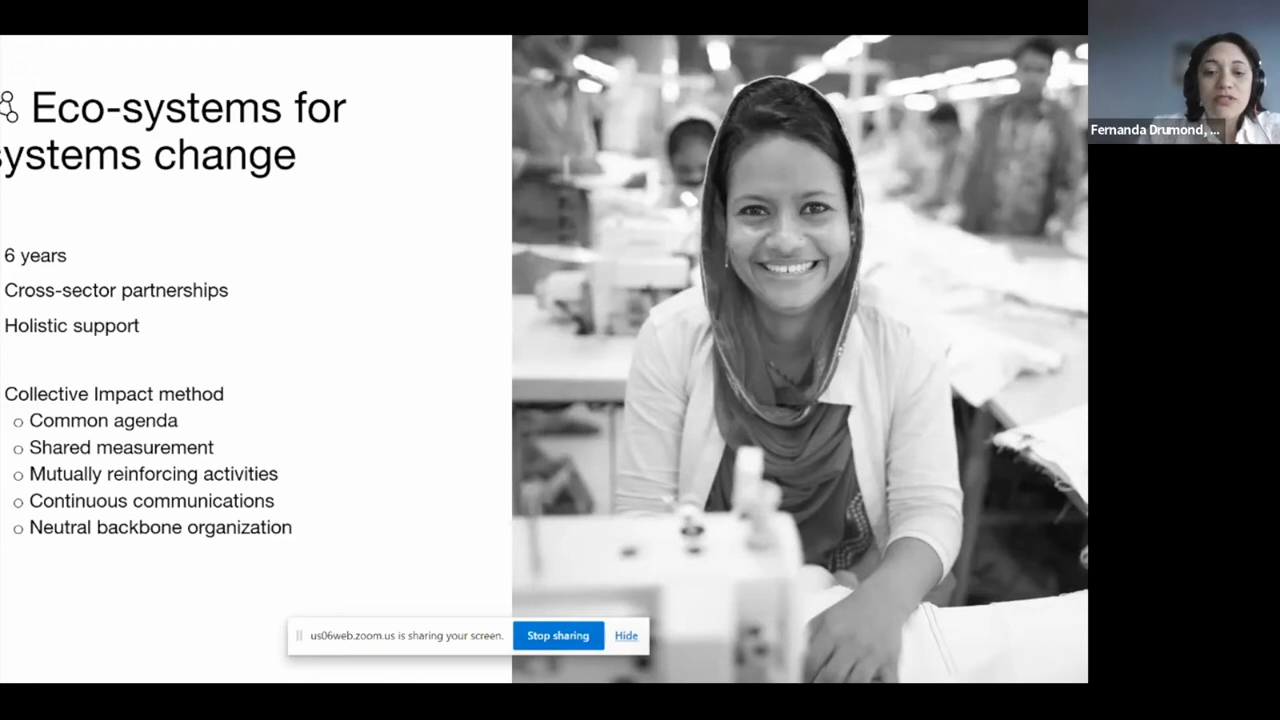 Eco-systems for
systems change
6 years
Cross-sector partnerships
Holistic support
Collective Impact method
o Common agenda
o Shared measurement
o Mutually reinforcing activities
o Continuous communications
o Neutral backbone organization
us06web.zoom.us is sharing your screen.
Stop sharing
Hide
Fernanda Drumond, ...